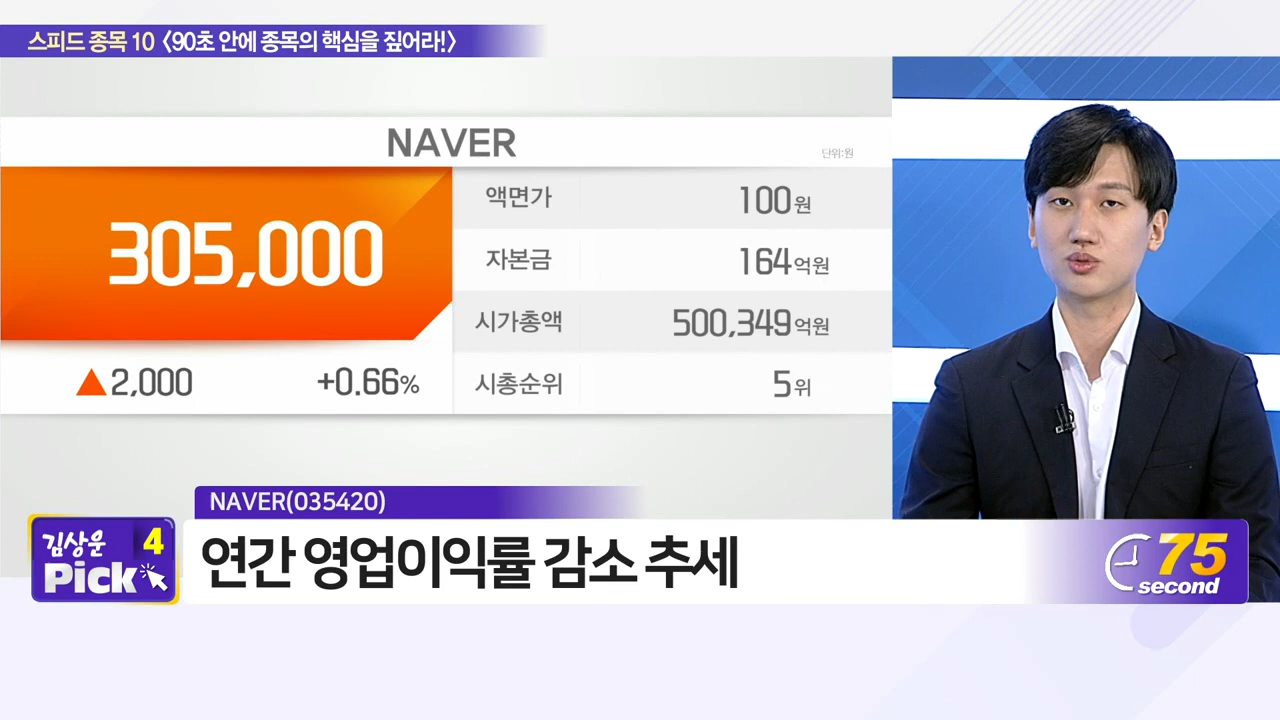 스피드 종목 10 〈90초 안에 종목의 핵심을 짚어라!〉
NAVER
단위:원
305,000
▲2,000 +0.66%
액면가 100원
자본금 164억원
시가총액 500,349억원
시총순위 5위
NAVER(035420)
김상운 4
Pick
연간 영업이익률 감소 추세
75
second